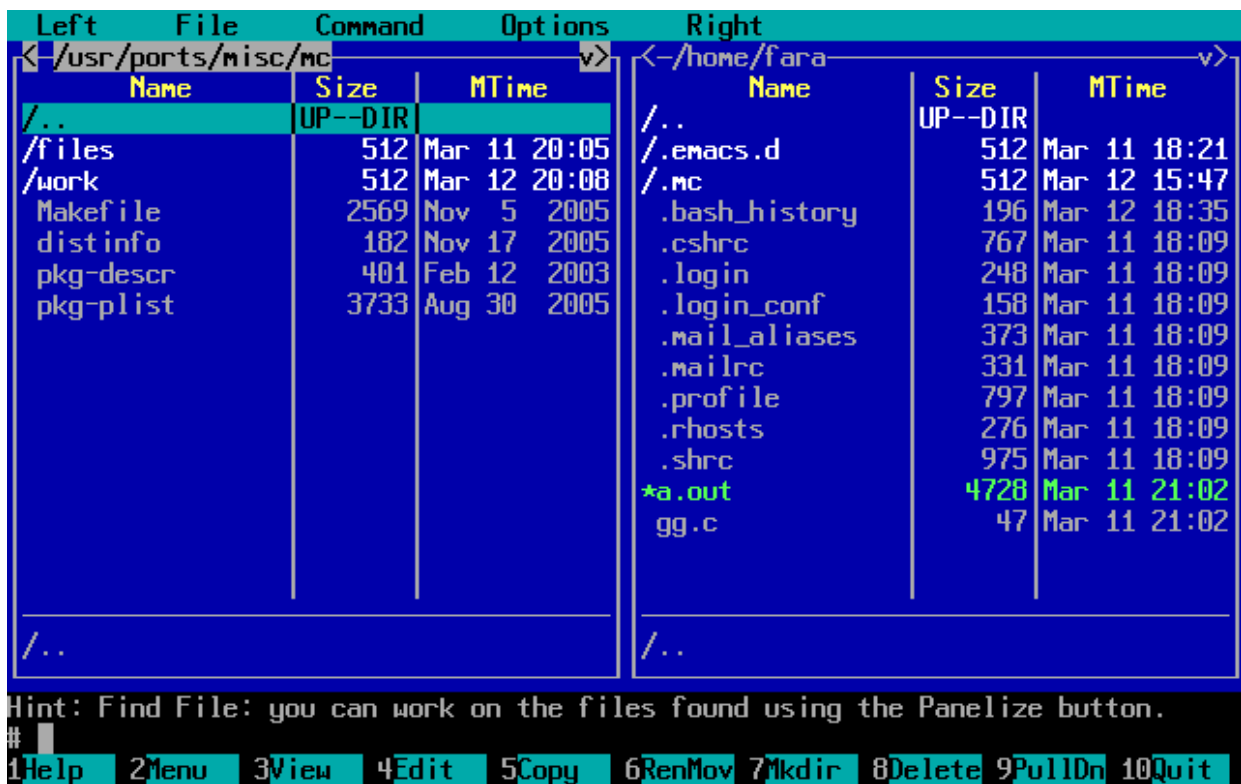 Left File Command Options Right
<-/usr/ports/misc/mc v> <-/home/fara v>
Name Size MTime Name Size MTime
/.. UP--DIR /.. UP--DIR
/files 512 Mar 11 20:05 /.emacs.d 512 Mar 11 18:21
/work 512 Mar 12 20:08 /.mc 512 Mar 12 15:47
Makefile 2569 Nov 5 2005 .bash_history 196 Mar 12 18:35
distinfo 182 Nov 17 2005 .cshrc 767 Mar 11 18:09
pkg-descr 401 Feb 12 2003 .login 248 Mar 11 18:09
pkg-plist 3733 Aug 30 2005 .login_conf 158 Mar 11 18:09
.mail_aliases 373 Mar 11 18:09
.mailrc 331 Mar 11 18:09
.profile 797 Mar 11 18:09
.rhosts 276 Mar 11 18:09
.shrc 975 Mar 11 18:09
*a.out 4728 Mar 11 21:02
gg.c 47 Mar 11 21:02
/.. /..
Hint: Find File: you can work on the files found using the Panelize button.
#
1Help 2Menu 3View 4Edit 5Copy 6RenMov 7Mkdir 8Delete 9PullDn 10Quit